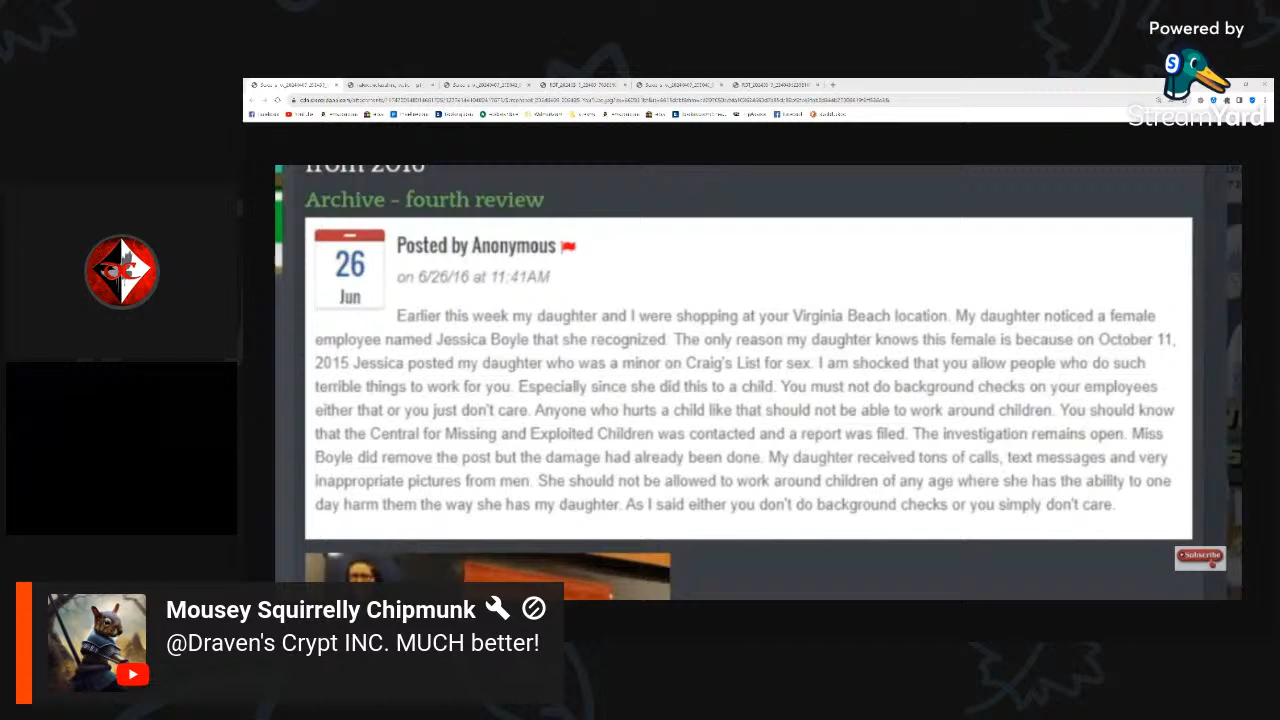 Powered by
StreamYard
from 2016
Archive - fourth review
26
Jun
Posted by Anonymous
on 6/26/16 at 11:41AM
Earlier this week my daughter and I were shopping at your Virginia Beach location. My daughter noticed a female
employee named Jessica Boyle that she recognized. The only reason my daughter knows this female is because on October 11,
2015 Jessica posted my daughter who was a minor on Craig's List for sex. I am shocked that you allow people who do such
terrible things to work for you. Especially since she did this to a child. You must not do background checks on your employees
either that or you just don't care. Anyone who hurts a child like that should not be able to work around children. You should know
that the Central for Missing and Exploited Children was contacted and a report was filed. The investigation remains open. Miss
Boyle did remove the post but the damage had already been done. My daughter received tons of calls, text messages and very
inappropriate pictures from men. She should not be allowed to work around children of any age where she has the ability to one
day harm them the way she has my daughter. As I said either you don't do background checks or you simply don't care.
Subscribe
Mousey Squirrelly Chipmunk
@Draven's Crypt INC. MUCH better!